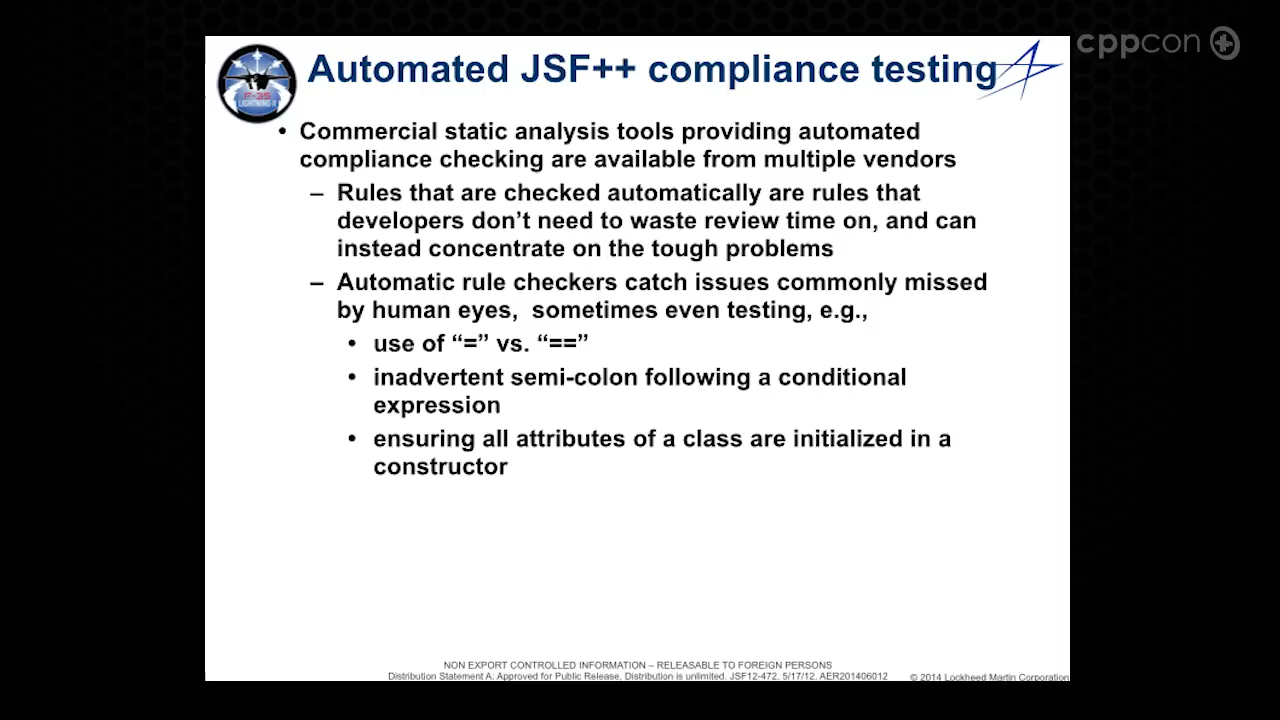 cppcon
Automated JSF++ compliance testing
F-35
LIGHTNING II
• Commercial static analysis tools providing automated
compliance checking are available from multiple vendors
– Rules that are checked automatically are rules that
developers don’t need to waste review time on, and can
instead concentrate on the tough problems
– Automatic rule checkers catch issues commonly missed
by human eyes, sometimes even testing, e.g.,
• use of “=” vs. “==”
• inadvertent semi-colon following a conditional
expression
• ensuring all attributes of a class are initialized in a
constructor
NON EXPORT CONTROLLED INFORMATION – RELEASABLE TO FOREIGN PERSONS
Distribution Statement A: Approved for Public Release, Distribution is unlimited. JSF12-472. 5/17/12. AER201406012
© 2014 Lockheed Martin Corporation